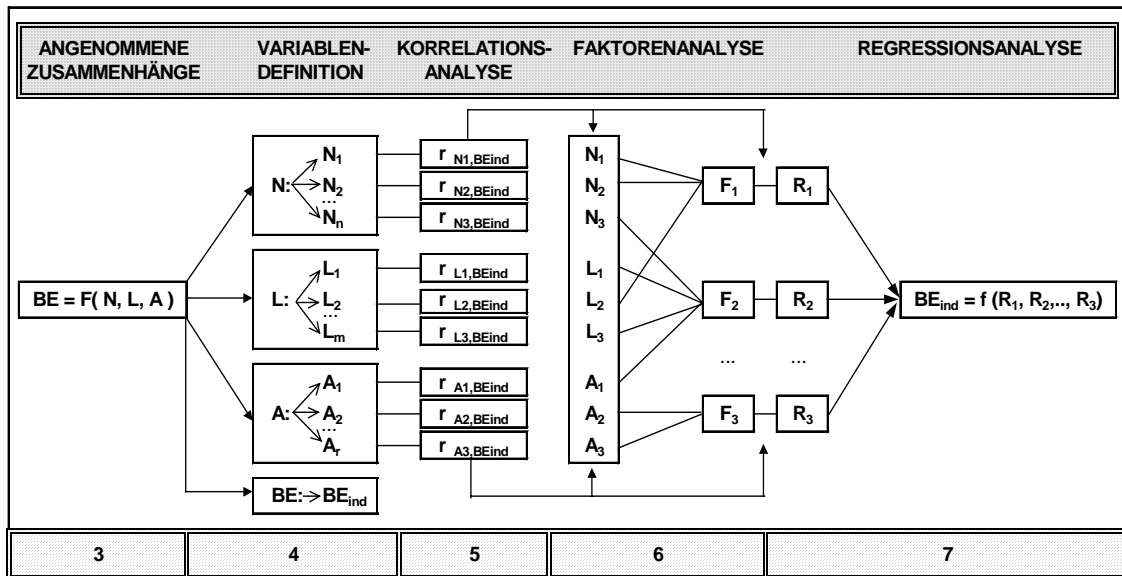 ANGENOMMENE
ZUSAMMENHÄNGE
VARIABLEN-
DEFINITION
KORRELATIONS-
ANALYSE
FAKTORENANALYSE
REGRESSIONSANALYSE
BE = F( N, L, A )
N:
N1
N2
...
Nn
L:
L1
L2
...
Lm
A:
A1
A2
...
Ar
BE:→BEind
r N1,BEind
r N2,BEind
r N3,BEind
r L1,BEind
r L2,BEind
r L3,BEind
r A1,BEind
r A2,BEind
r A3,BEind
N1
N2
N3
L1
L2
L3
A1
A2
A3
F1
R1
F2
R2
... ...
F3
R3
BEind = f (R1, R2,.., R3)
3
4
5
6
7